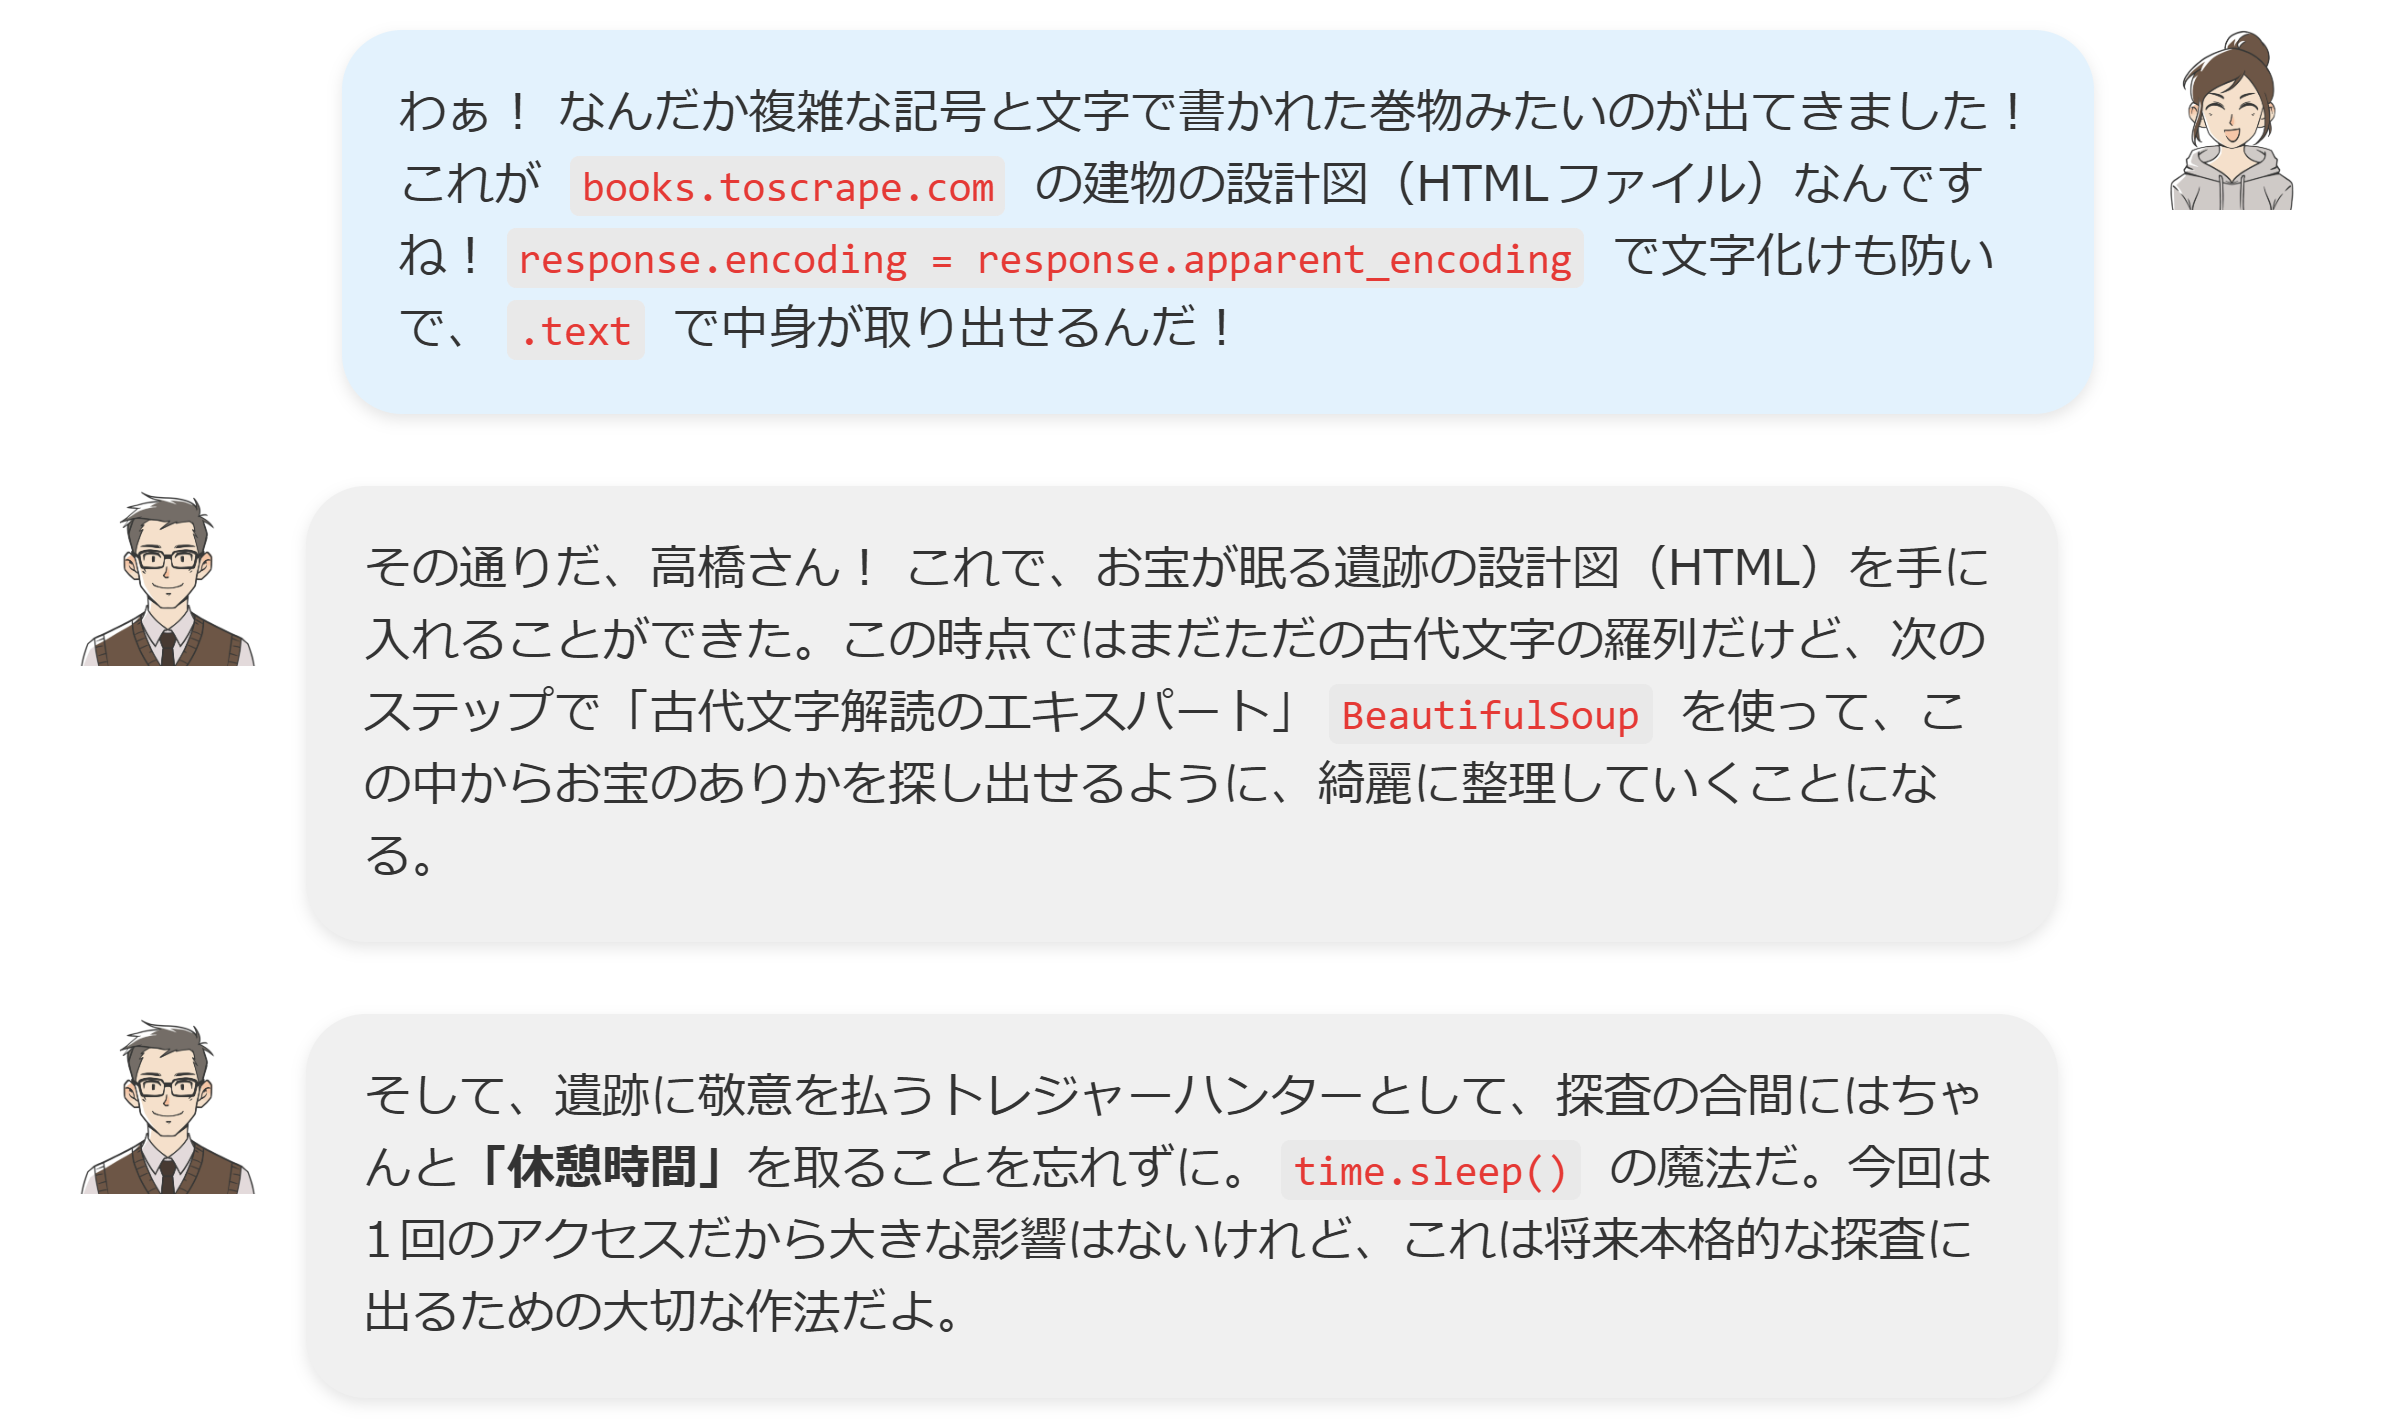 わぁ！ なんだか複雑な記号と文字で書かれた巻物みたいのが出てきました！
これが books.toscrape.com の建物の設計図（HTMLファイル）なんです
ね！ response.encoding = response.apparent_encoding で文字化けも防い
で、 .text で中身が取り出せるんだ！
その通りだ、高橋さん！ これで、お宝が眠る遺跡の設計図（HTML）を手に
入れることができた。この時点ではまだただの古代文字の羅列だけど、次の
ステップで「古代文字解読のエキスパート」 BeautifulSoup を使って、こ
の中からお宝のありかを探し出せるように、綺麗に整理していくことにな
る。
そして、遺跡に敬意を払うトレジャーハンターとして、探査の合間にはちゃ
んと「休憩時間」を取ることを忘れずに。 time.sleep() の魔法だ。今回は
1回のアクセスだから大きな影響はないけれど、これは将来本格的な探査に
出るための大切な作法だよ。